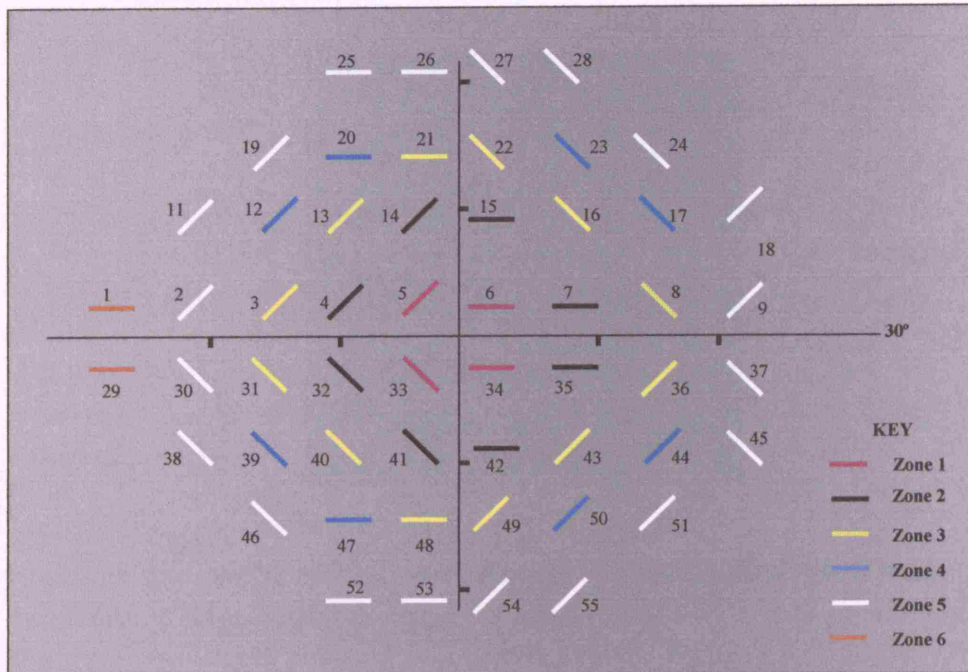 25 26 27 28
19 20 21 22 23 24
11 12 13 14 15 16 17 18
1 2 3 4 5 6 7 8 9
30º
29 30 31 32 33 34 35 36 37
38 39 40 41 42 43 44 45
46 47 48 49 50 51
52 53 54 55
KEY
Zone 1
Zone 2
Zone 3
Zone 4
Zone 5
Zone 6